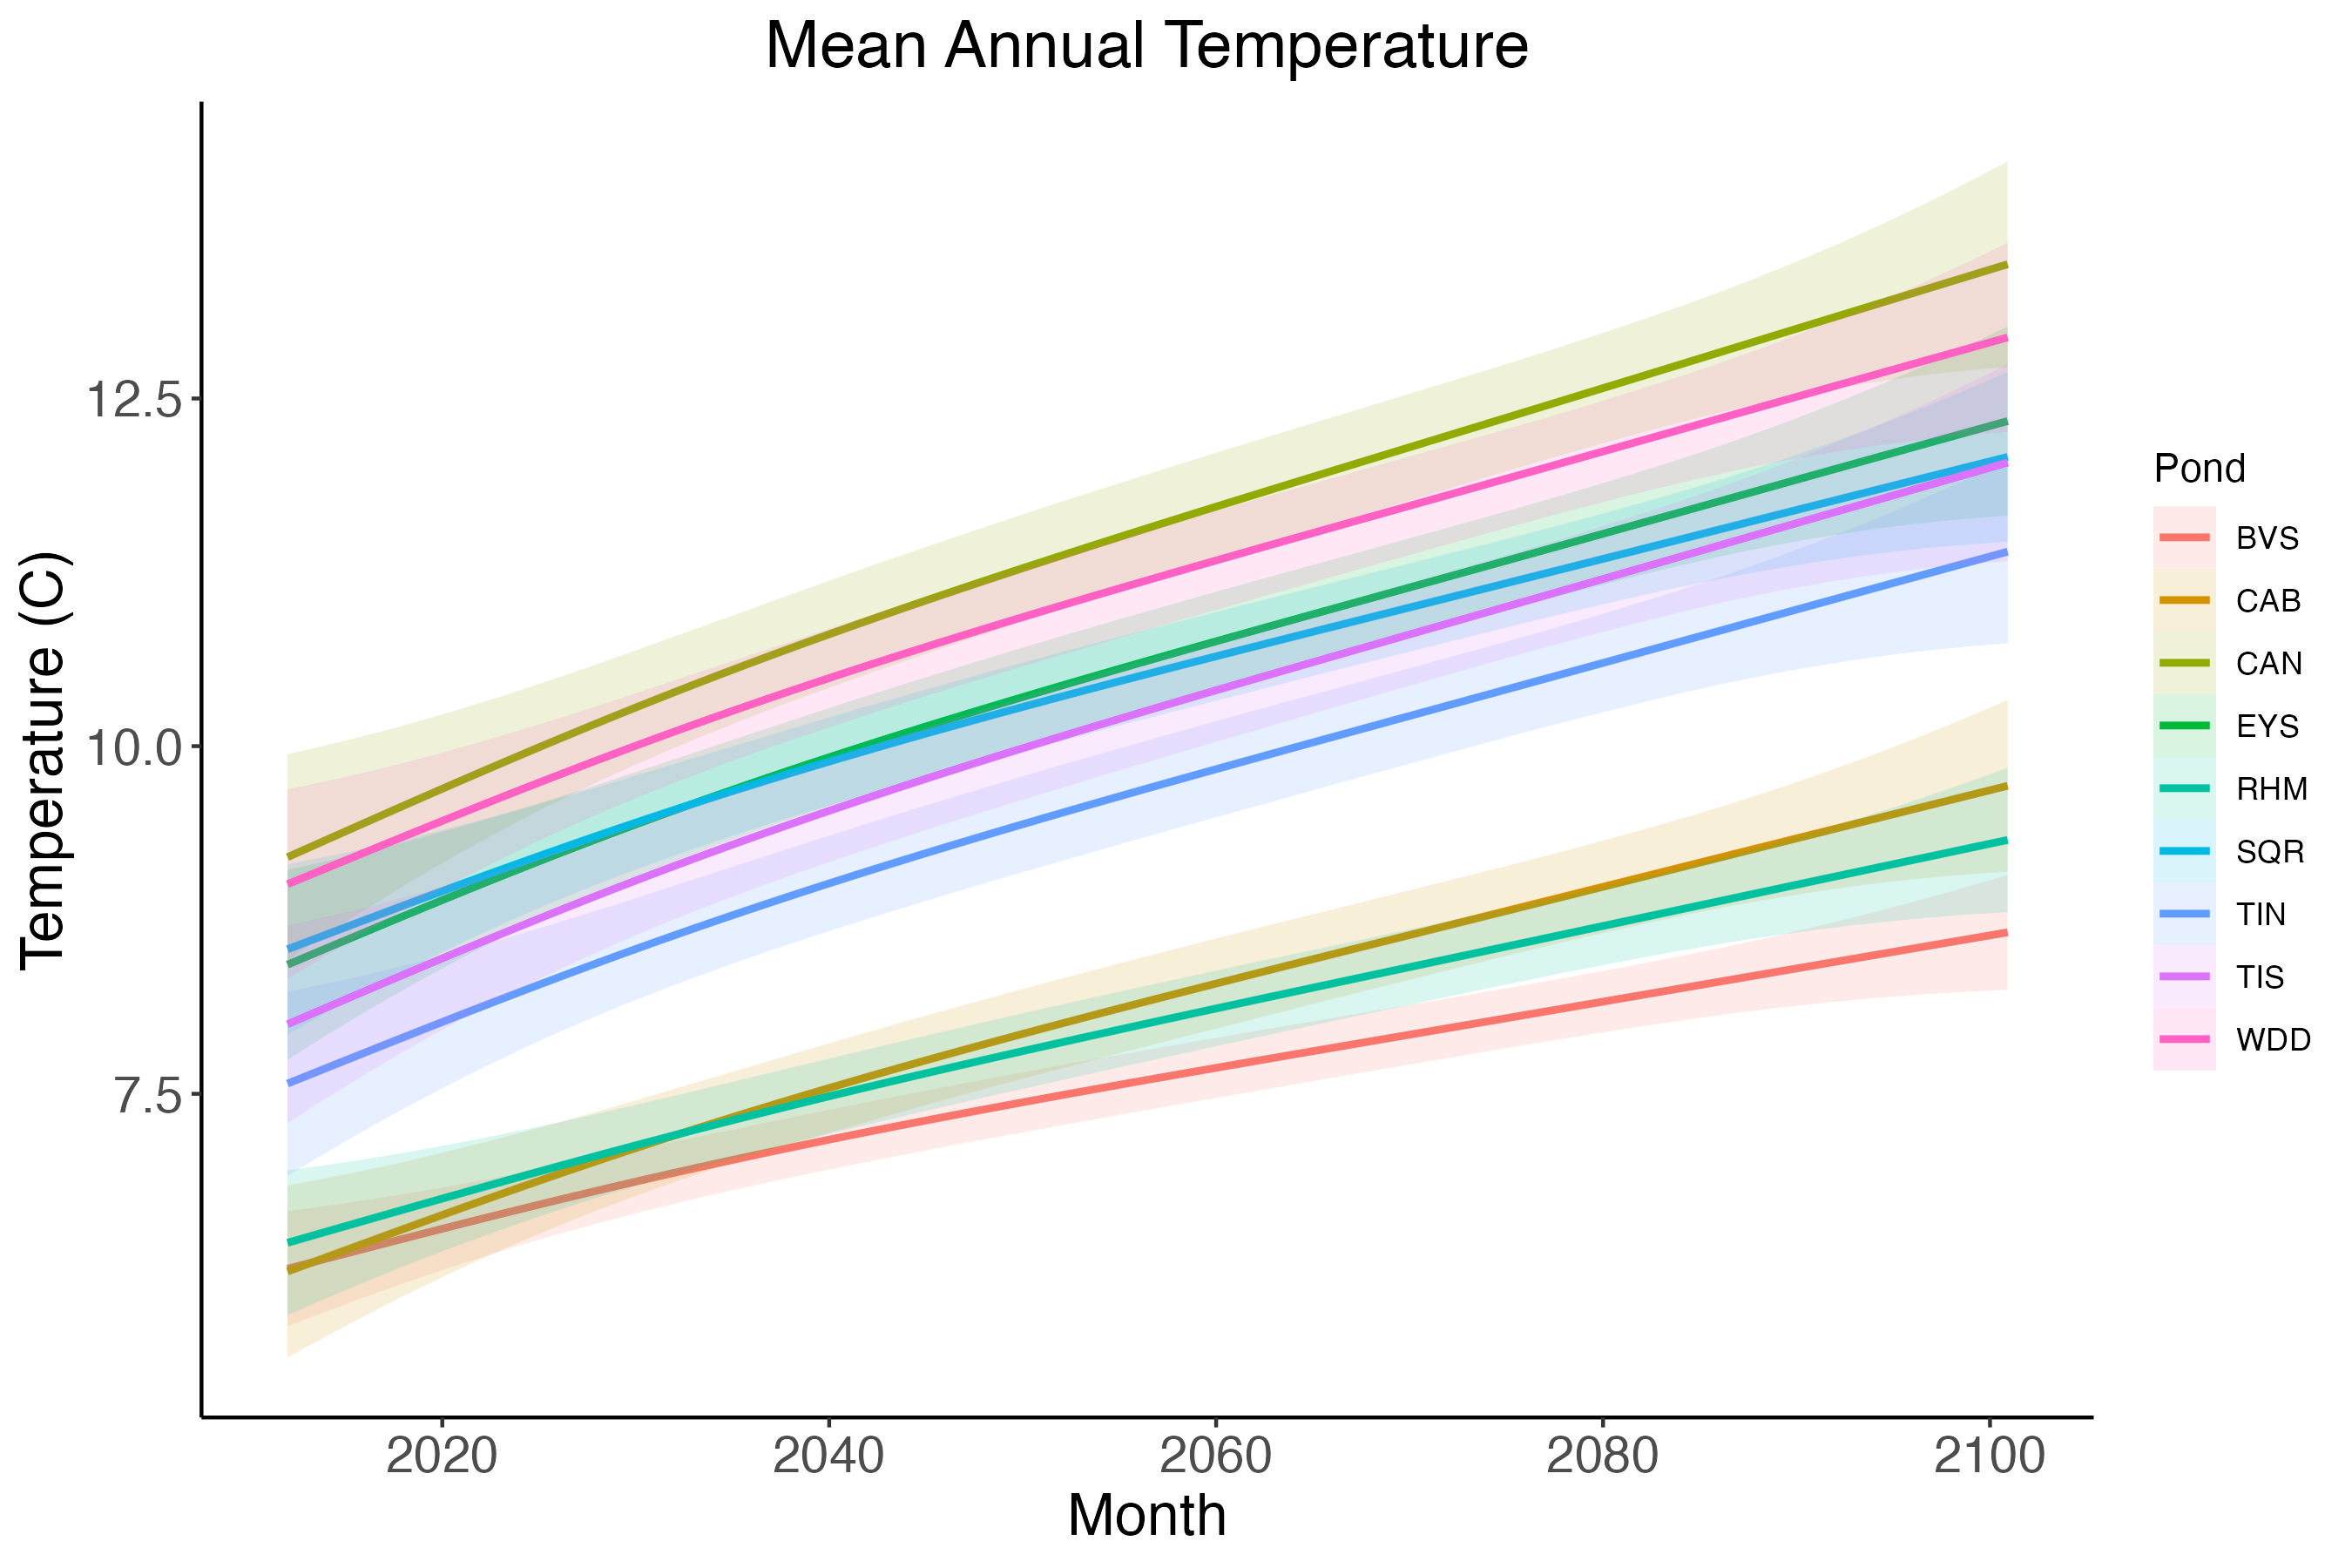 Mean Annual Temperature
Temperature (C)
12.5
10.0
7.5
2020 2040 2060 2080 2100
Month
Pond
BVS
CAB
CAN
EYS
RHM
SQR
TIN
TIS
WDD